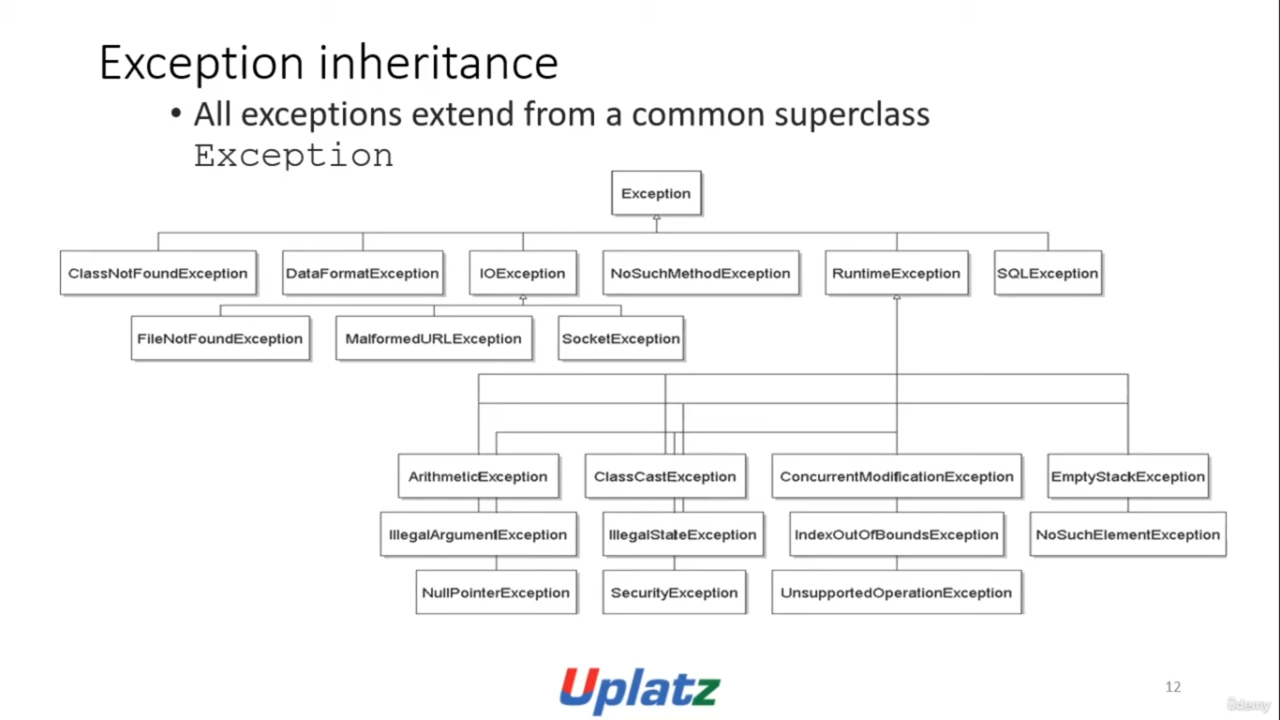 Exception inheritance
• All exceptions extend from a common superclass
Exception
Exception
ClassNotFoundException DataFormatException IOException NoSuchMethodException RuntimeException SQLException
FileNotFoundException MalformedURLException SocketException
ArithmeticException ClassCastException ConcurrentModificationException EmptyStackException
IllegalArgumentException IllegalStateException IndexOutOfBoundsException NoSuchElementException
NullPointerException SecurityException UnsupportedOperationException
Uplatz
12
ûdemy